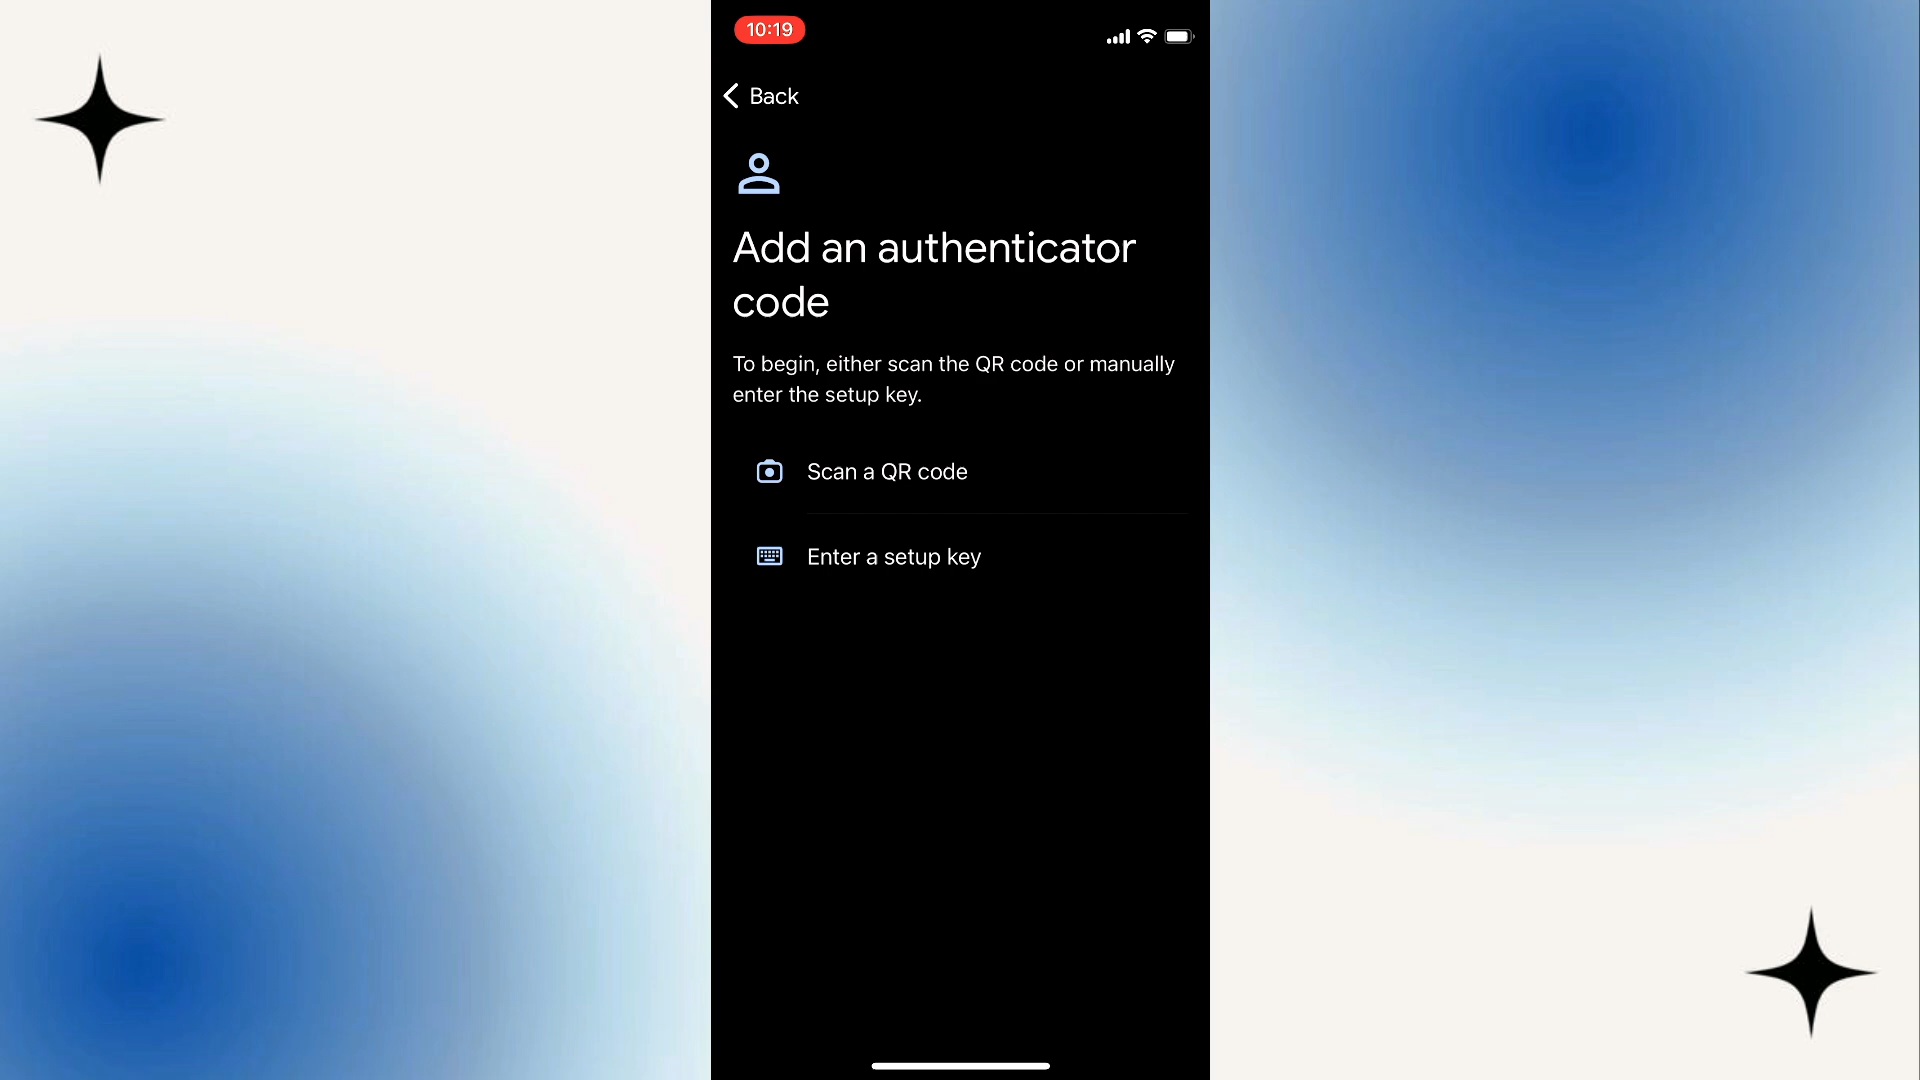 10:19
Back
Add an authenticator
code
To begin, either scan the QR code or manually
enter the setup key.
Scan a QR code
Enter a setup key